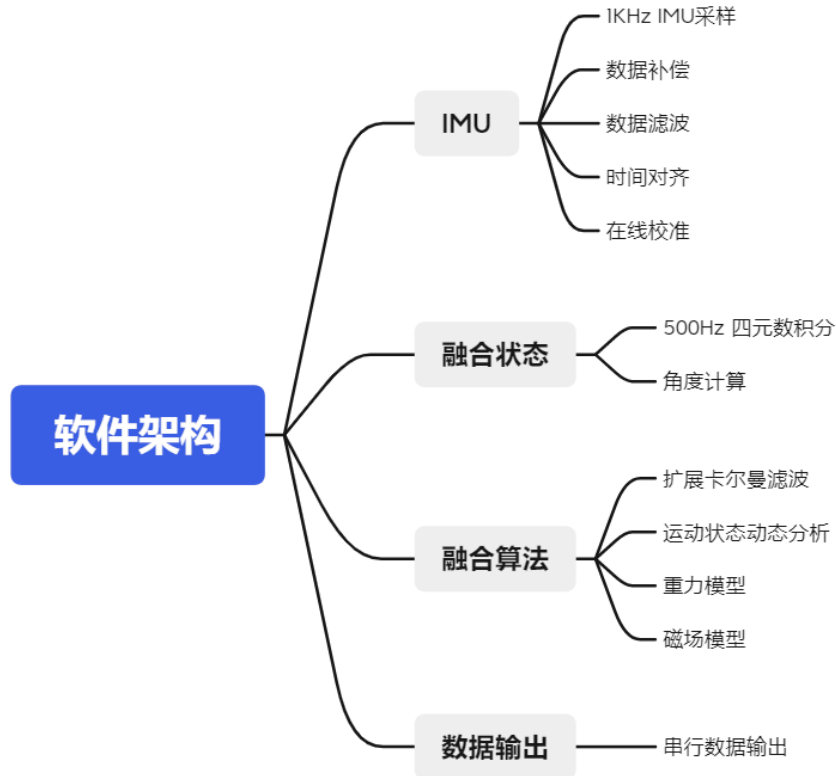 软件架构
IMU
1KHz IMU采样
数据补偿
数据滤波
时间对齐
在线校准
融合状态
500Hz 四元数积分
角度计算
融合算法
扩展卡尔曼滤波
运动状态动态分析
重力模型
磁场模型
数据输出
串行数据输出